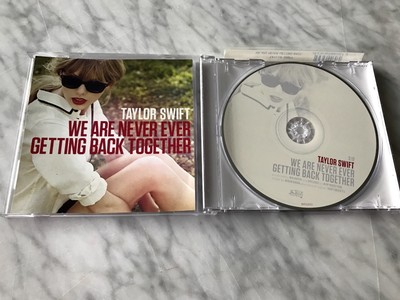 TAYLOR SWIFT
WE ARE NEVER EVER
GETTING BACK TOGETHER
TAYLOR SWIFT
WE ARE NEVER EVER
GETTING BACK TOGETHER